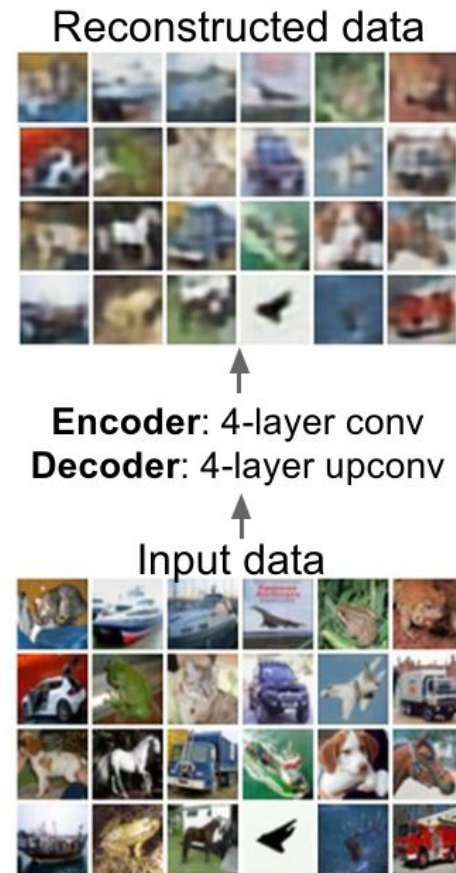 Reconstructed data
Encoder: 4-layer conv
Decoder: 4-layer upconv
Input data